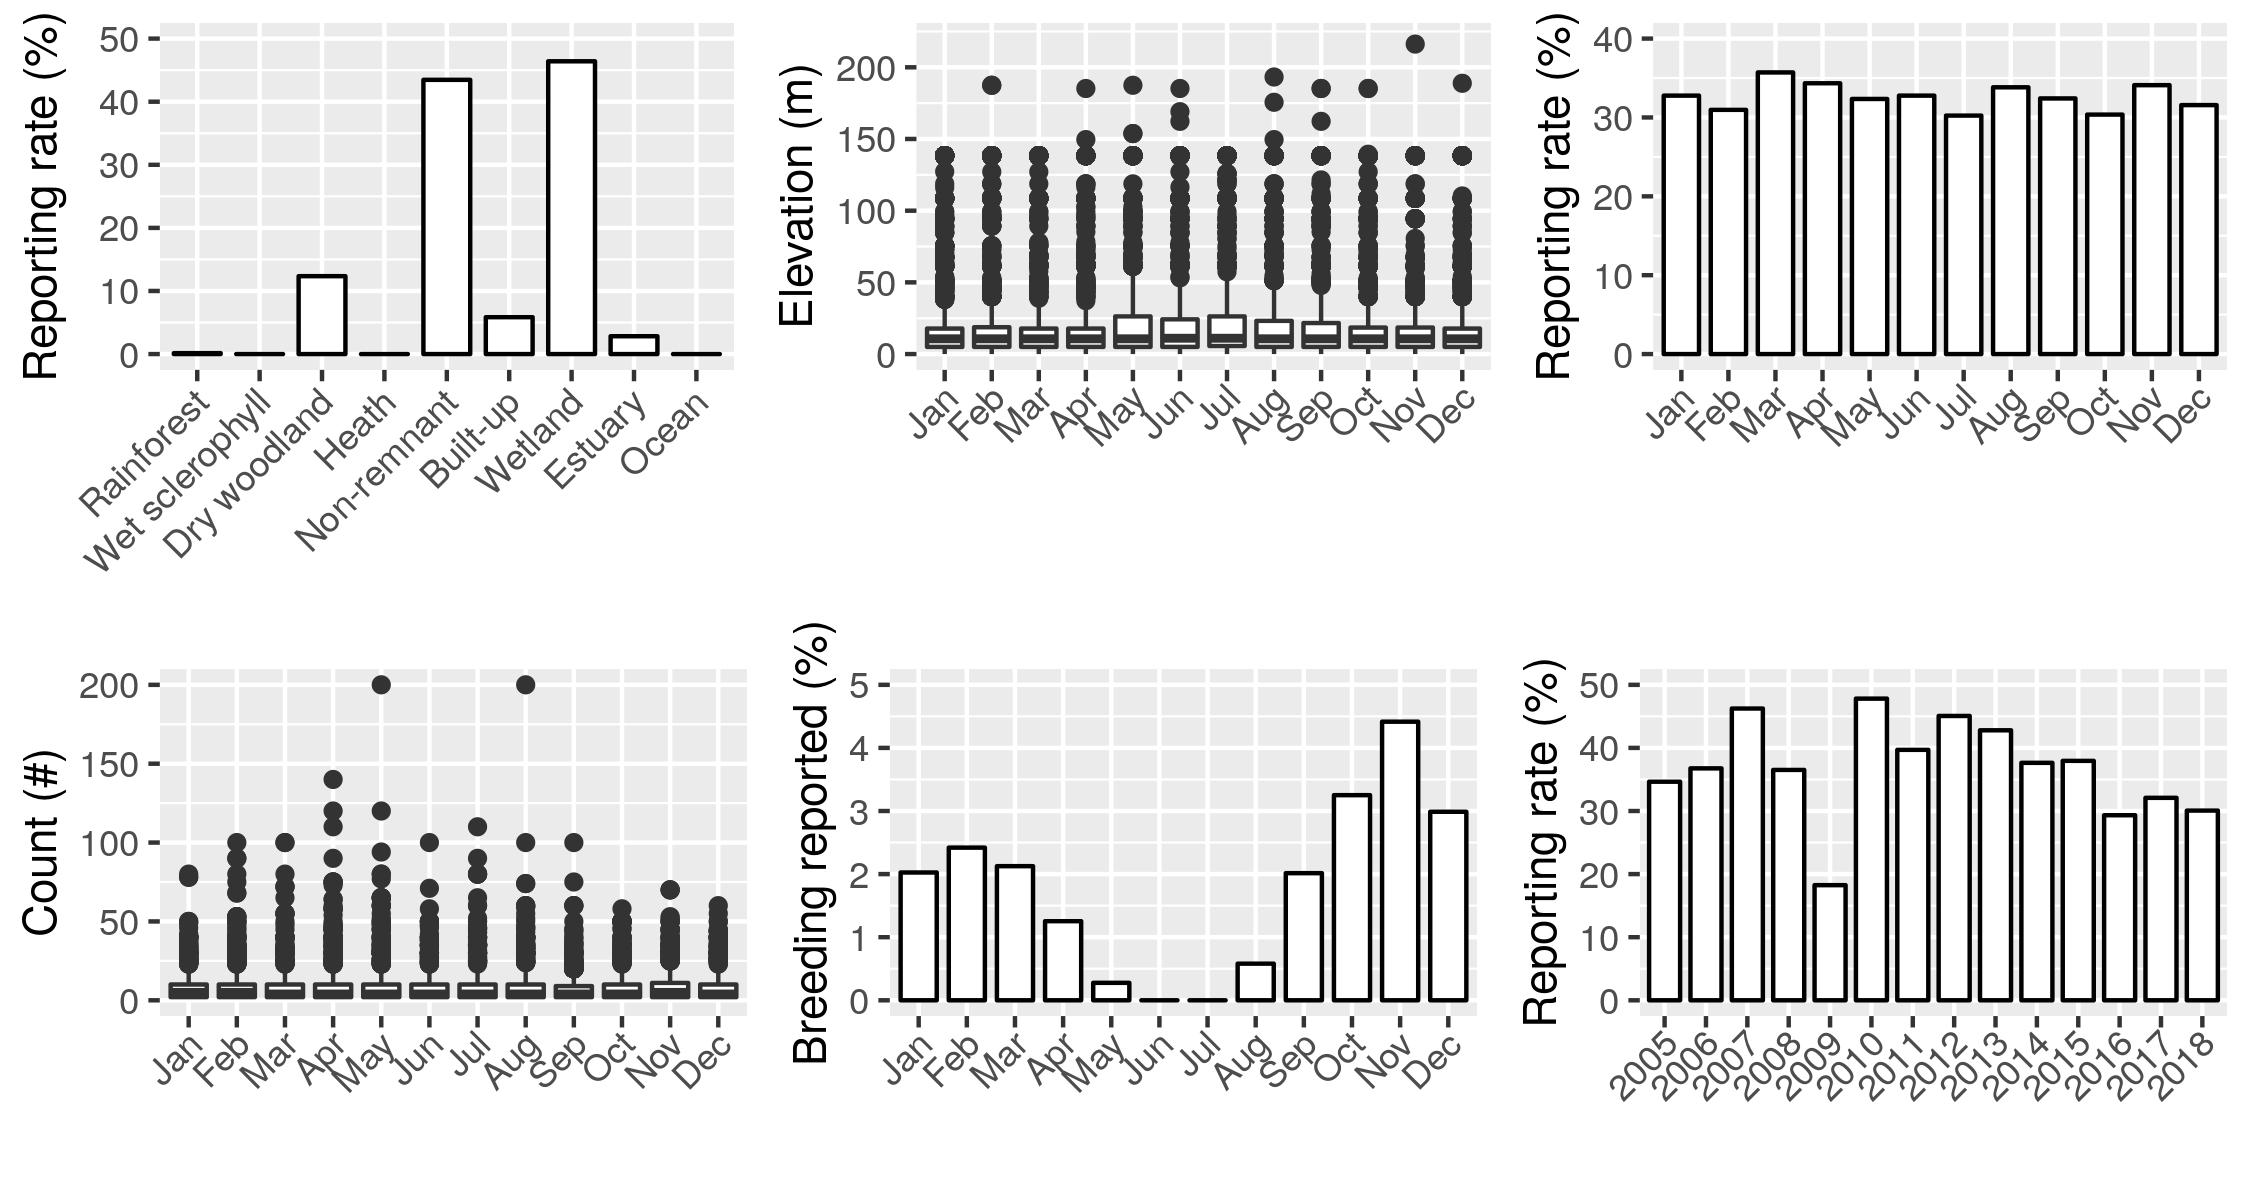 Reporting rate (%)
50
40
30
20
10
0
Rainforest
Wet sclerophyll
Dry woodland
Heath
Non-remnant
Built-up
Wetland
Estuary
Ocean
Elevation (m)
200
150
100
50
0
Jan
Feb
Mar
Apr
May
Jun
Jul
Aug
Sep
Oct
Nov
Dec
Reporting rate (%)
40
30
20
10
0
Jan
Feb
Mar
Apr
May
Jun
Jul
Aug
Sep
Oct
Nov
Dec
Count (#)
200
150
100
50
0
Jan
Feb
Mar
Apr
May
Jun
Jul
Aug
Sep
Oct
Nov
Dec
Breeding reported (%)
5
4
3
2
1
0
Jan
Feb
Mar
Apr
May
Jun
Jul
Aug
Sep
Oct
Nov
Dec
Reporting rate (%)
50
40
30
20
10
0
2005
2006
2007
2008
2009
2010
2011
2012
2013
2014
2015
2016
2017
2018